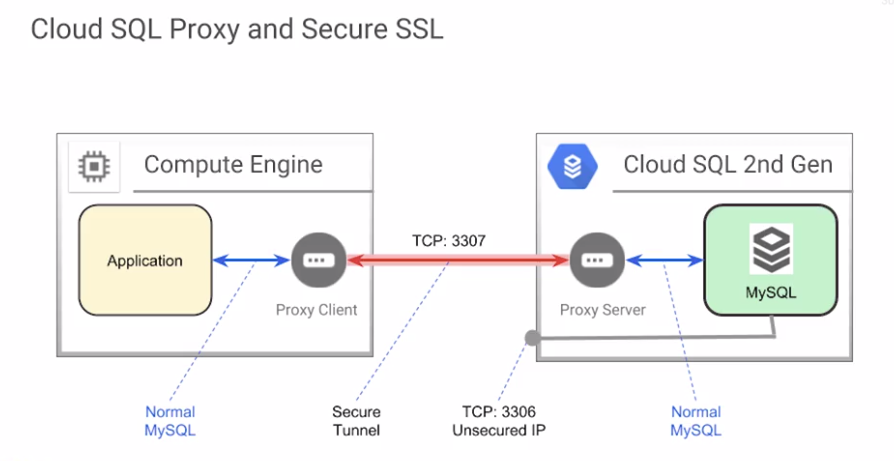 Cloud SQL Proxy and Secure SSL
Compute Engine
Cloud SQL 2nd Gen
Application
Proxy Client
TCP: 3307
Proxy Server
MySQL
Normal
MySQL
Secure
Tunnel
TCP: 3306
Unsecured IP
Normal
MySQL